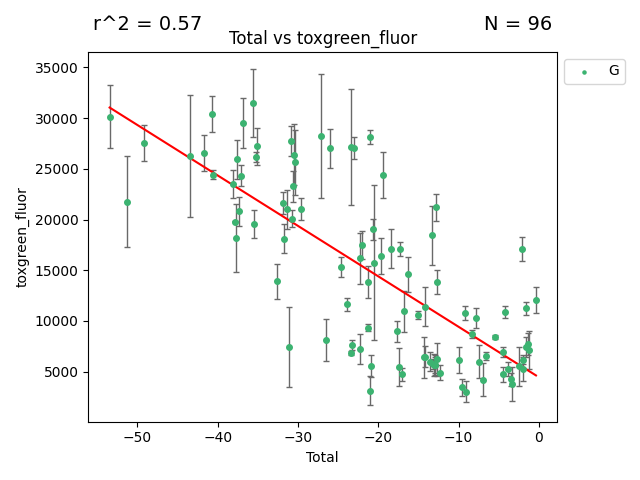 r^2 = 0.57 N = 96
Total vs toxgreen_fluor
G
35000
30000
25000
20000
15000
10000
5000
toxgreen_fluor
−50 −40 −30 −20 −10 0
Total